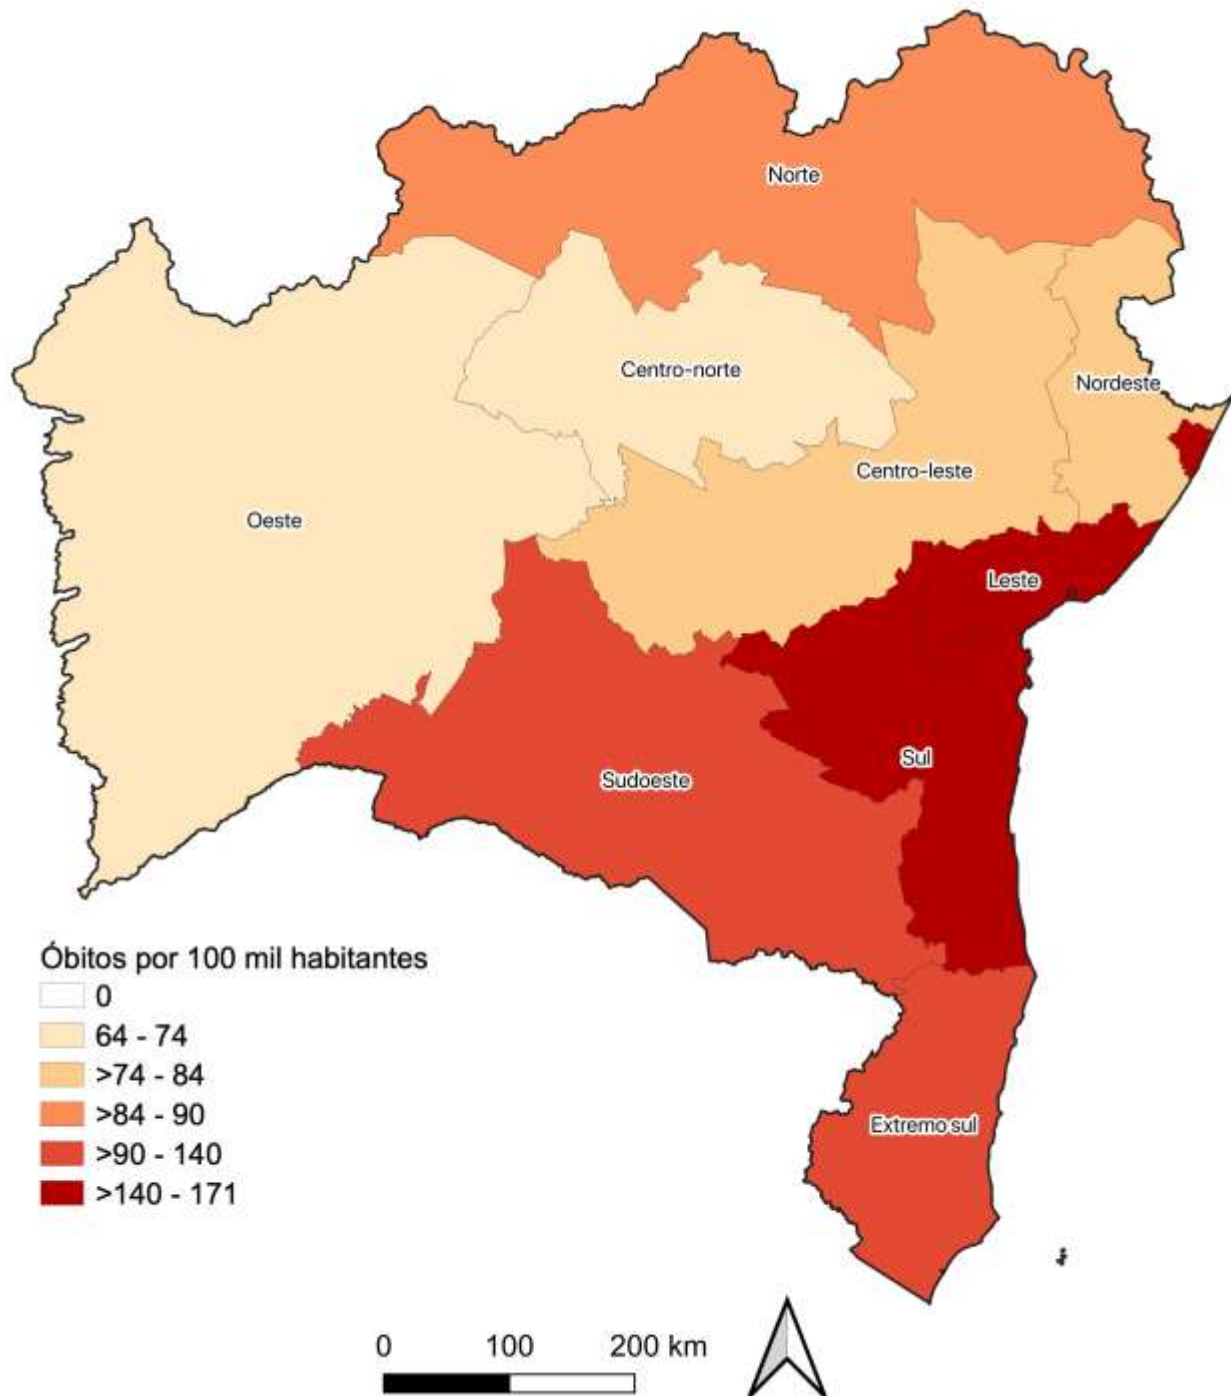 Norte
Centro-norte
Nordeste
Centro-leste
Oeste
Leste
Sul
Sudoeste
Óbitos por 100 mil habitantes
0
64 - 74
>74 - 84
>84 - 90
>90 - 140
>140 - 171
Extremo sul
0 100 200 km